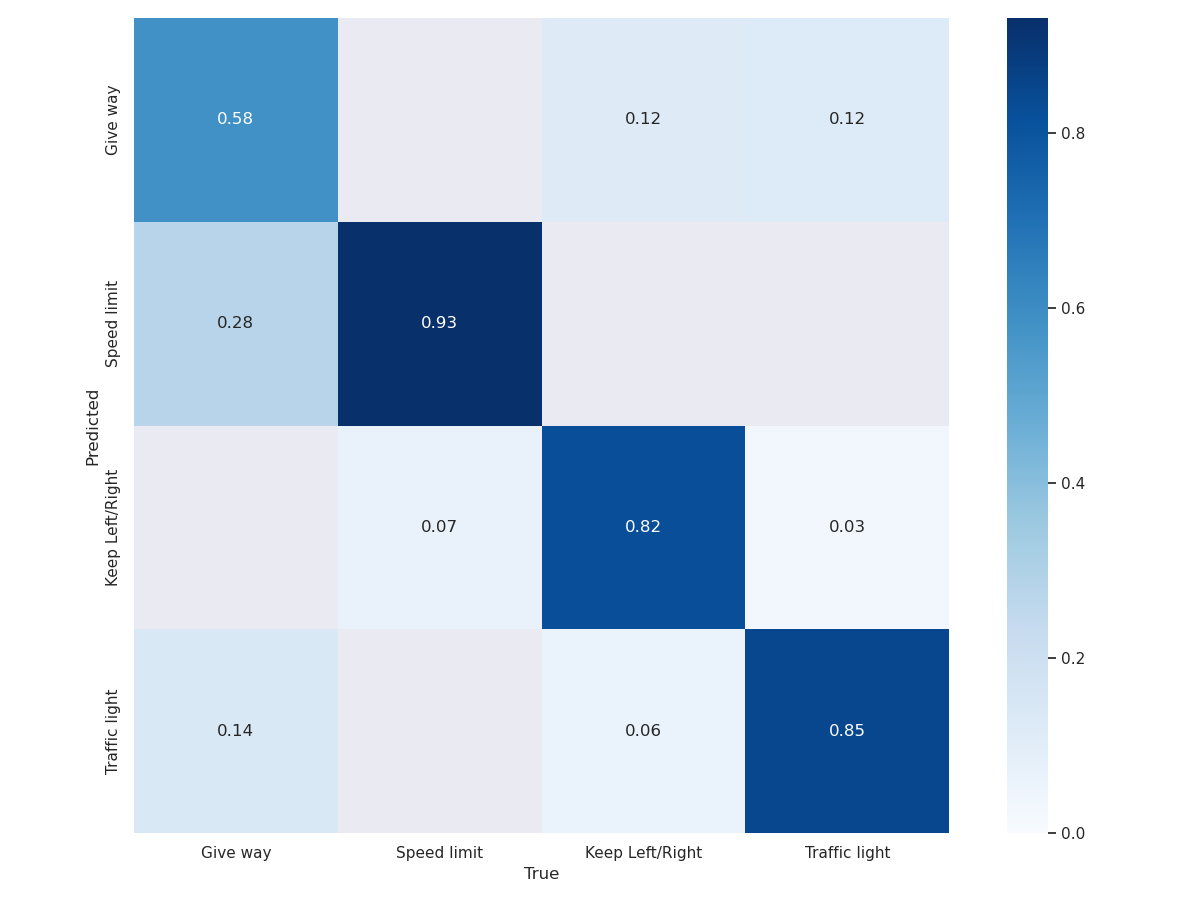 Give way
0.58
0.12
0.12
Speed limit
0.28
0.93
Keep Left/Right
0.07
0.82
0.03
Traffic light
0.14
0.06
0.85
Predicted
Give way
Speed limit
Keep Left/Right
Traffic light
True
0.8
0.6
0.4
0.2
0.0